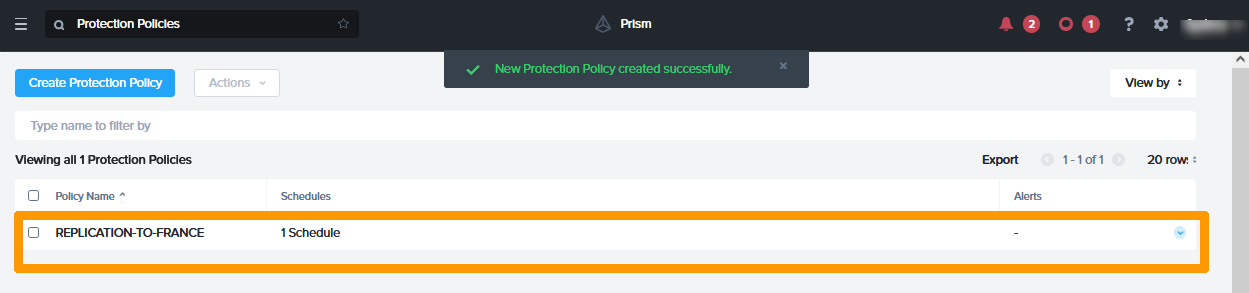 Protection Policies
Prism
2
1
?
New Protection Policy created successfully.
×
Create Protection Policy
Actions
View by
Type name to filter by
Viewing all 1 Protection Policies
Export
1 - 1 of 1
20 rows
Policy Name
Schedules
Alerts
REPLICATION-TO-FRANCE
1 Schedule
-